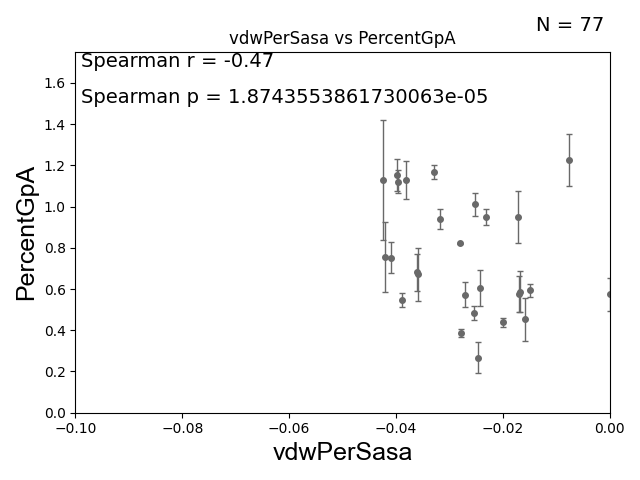 N = 77
vdwPerSasa vs PercentGpA
Spearman r = -0.47
Spearman p = 1.8743553861730063e-05
PercentGpA
1.6
1.4
1.2
1.0
0.8
0.6
0.4
0.2
0.0
−0.10 −0.08 −0.06 −0.04 −0.02 0.00
vdwPerSasa